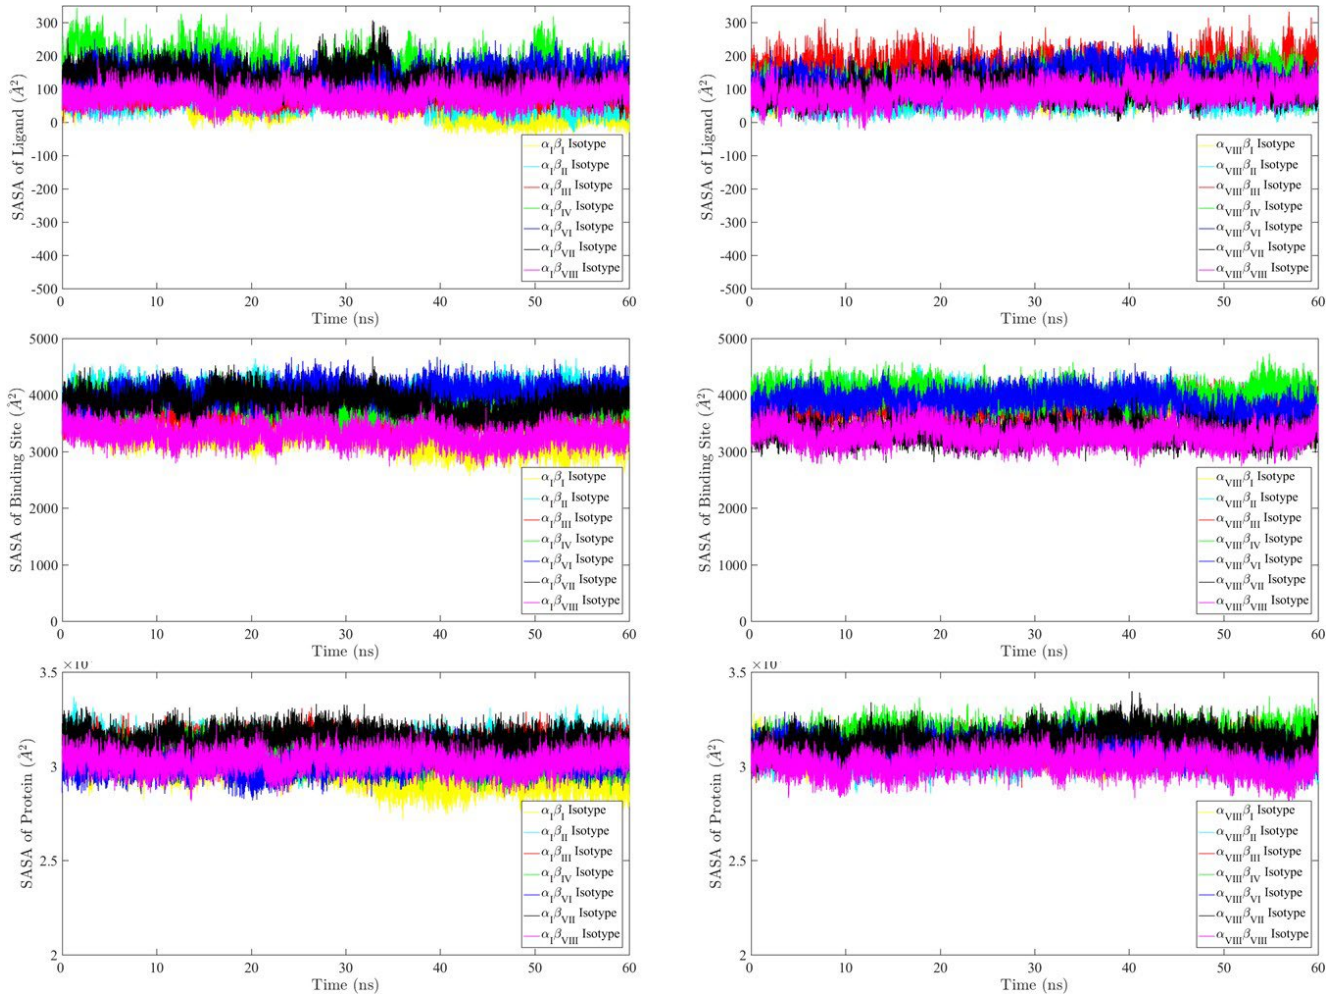 SASA of Ligand (Å²)
300
200
100
0
-100
-200
-300
-400
-500
0 10 20 30 40 50 60
Time (ns)
α_Iβ_I Isotype
α_Iβ_II Isotype
α_Iβ_III Isotype
α_Iβ_IV Isotype
α_Iβ_VI Isotype
α_Iβ_VII Isotype
α_Iβ_VIII Isotype
SASA of Ligand (Å²)
300
200
100
0
-100
-200
-300
-400
-500
0 10 20 30 40 50 60
Time (ns)
α_VIIIβ_I Isotype
α_VIIIβ_II Isotype
α_VIIIβ_III Isotype
α_VIIIβ_IV Isotype
α_VIIIβ_VI Isotype
α_VIIIβ_VII Isotype
α_VIIIβ_VIII Isotype
SASA of Binding Site (Å²)
5000
4000
3000
2000
1000
0
0 10 20 30 40 50 60
Time (ns)
α_Iβ_I Isotype
α_Iβ_II Isotype
α_Iβ_III Isotype
α_Iβ_IV Isotype
α_Iβ_VI Isotype
α_Iβ_VII Isotype
α_Iβ_VIII Isotype
SASA of Binding Site (Å²)
5000
4000
3000
2000
1000
0
0 10 20 30 40 50 60
Time (ns)
α_VIIIβ_I Isotype
α_VIIIβ_II Isotype
α_VIIIβ_III Isotype
α_VIIIβ_IV Isotype
α_VIIIβ_VI Isotype
α_VIIIβ_VII Isotype
α_VIIIβ_VIII Isotype
SASA of Protein (Å²)
×10
3.5
3
2.5
2
0 10 20 30 40 50 60
Time (ns)
α_Iβ_I Isotype
α_Iβ_II Isotype
α_Iβ_III Isotype
α_Iβ_IV Isotype
α_Iβ_VI Isotype
α_Iβ_VII Isotype
α_Iβ_VIII Isotype
SASA of Protein (Å²)
×10
3.5
3
2.5
2
0 10 20 30 40 50 60
Time (ns)
α_VIIIβ_I Isotype
α_VIIIβ_II Isotype
α_VIIIβ_III Isotype
α_VIIIβ_IV Isotype
α_VIIIβ_VI Isotype
α_VIIIβ_VII Isotype
α_VIIIβ_VIII Isotype